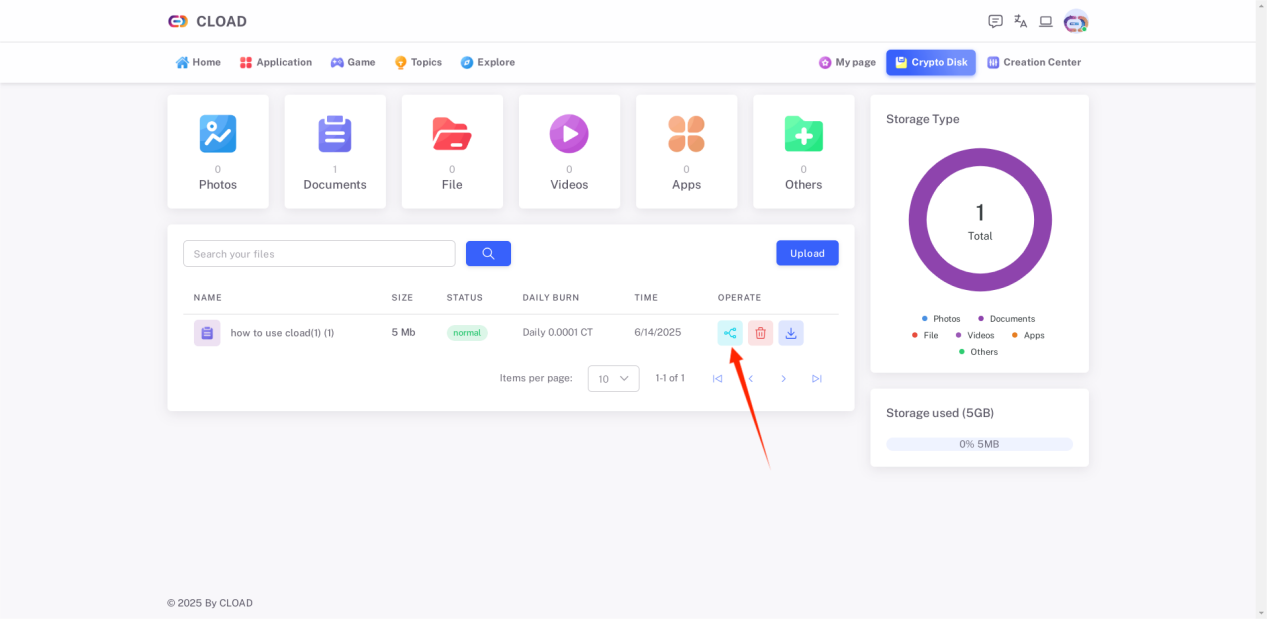 CLOAD
Home Application Game Topics Explore My page Crypto Disk Creation Center
0 1 0 0 0 0
Photos Documents File Videos Apps Others
Storage Type
1
Total
Photos Documents
File Videos Apps
Others
Search your files Upload
NAME SIZE STATUS DAILY BURN TIME OPERATE
how to use cload(1) (1) 5 Mb normal Daily 0.0001 CT 6/14/2025
Items per page: 10 1-1 of 1
Storage used (5GB)
0% 5MB
© 2025 By CLOAD